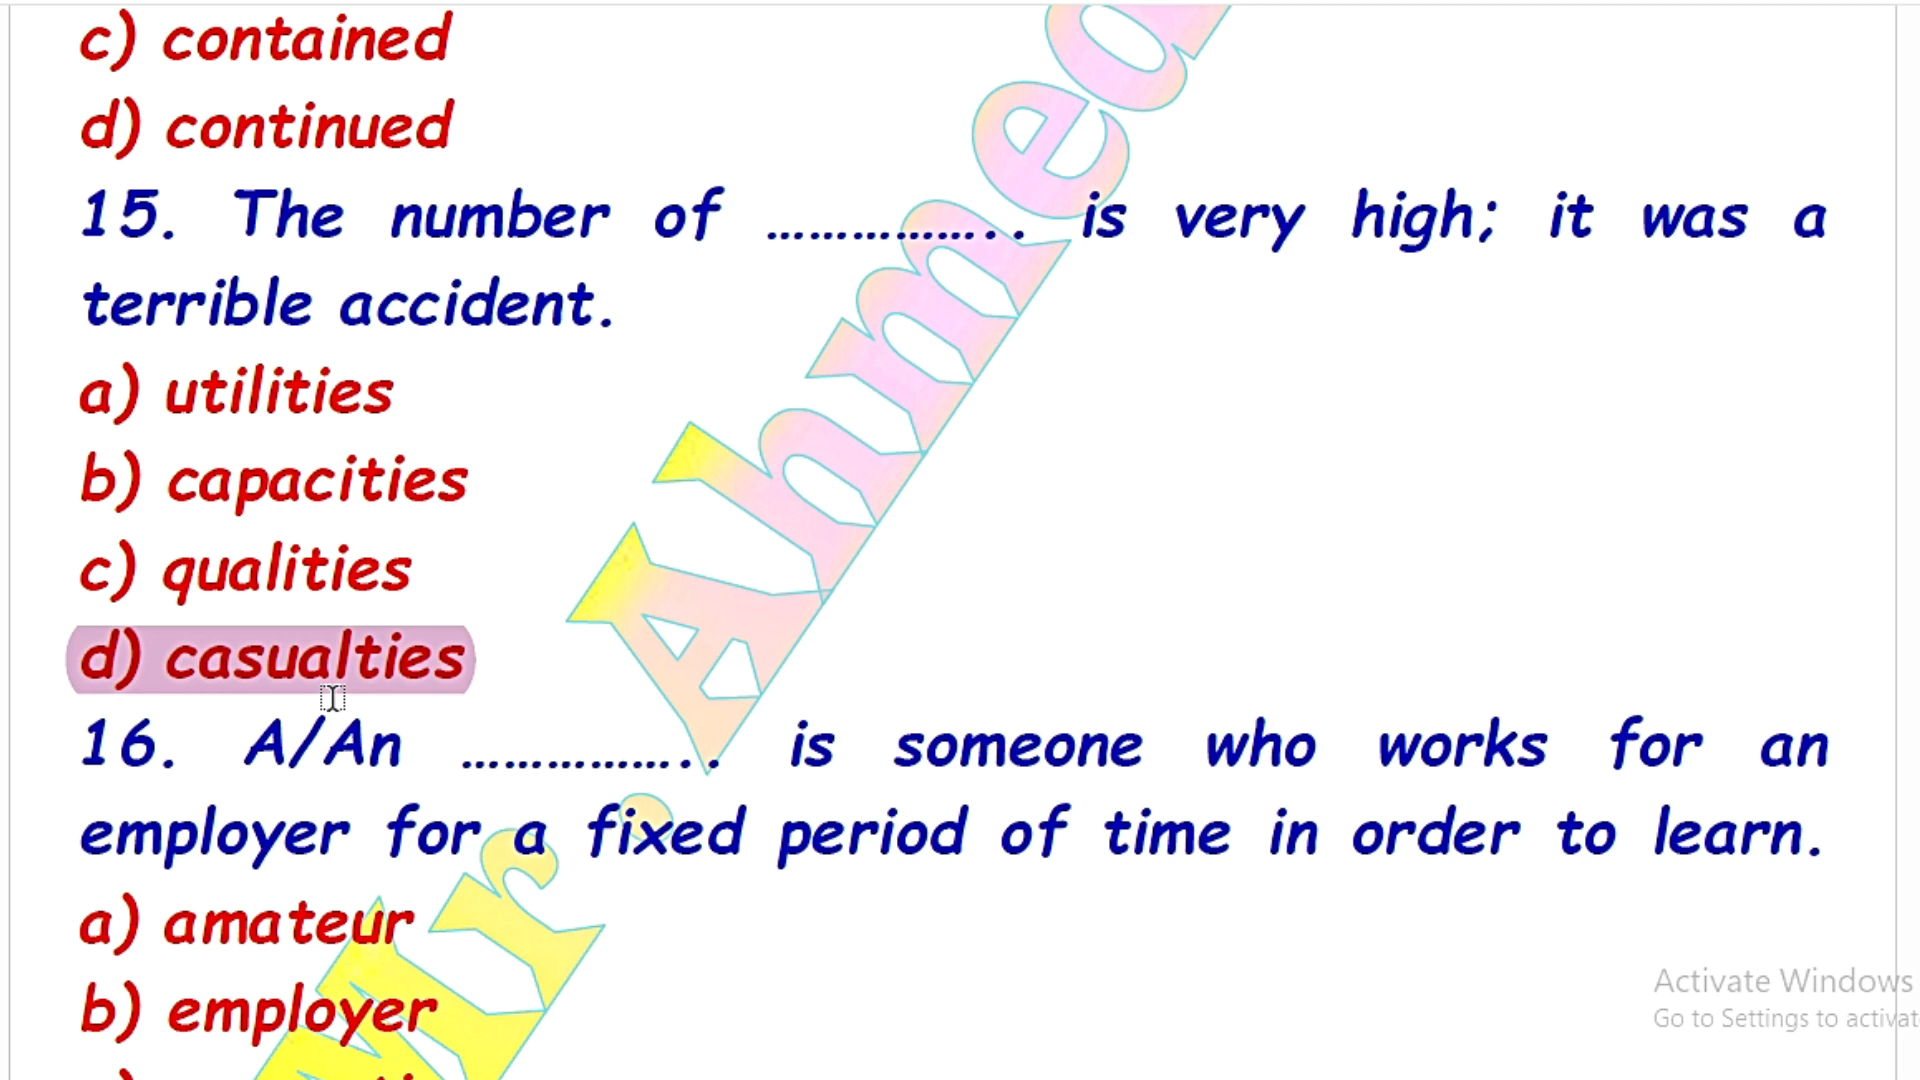 c) contained
d) continued
15. The number of ……………….. is very high; it was a
terrible accident.
a) utilities
b) capacities
c) qualities
d) casualties
16. A/An ……………….. is someone who works for an
employer for a fixed period of time in order to learn.
a) amateur
b) employer
Mr. Ahmed
Activate Windows
Go to Settings to activat